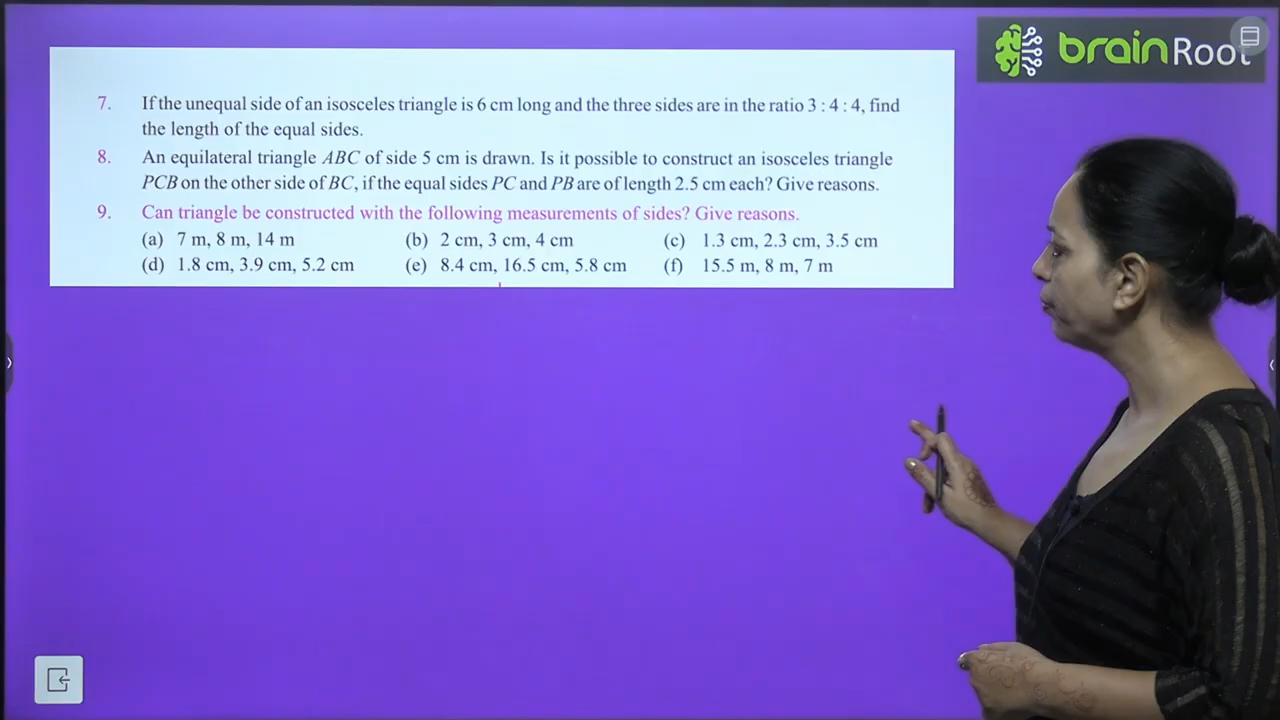 brainRoot
7. If the unequal side of an isosceles triangle is 6 cm long and the three sides are in the ratio 3 : 4 : 4, find
the length of the equal sides.
8. An equilateral triangle ABC of side 5 cm is drawn. Is it possible to construct an isosceles triangle
PCB on the other side of BC, if the equal sides PC and PB are of length 2.5 cm each? Give reasons.
9. Can triangle be constructed with the following measurements of sides? Give reasons.
(a) 7 m, 8 m, 14 m (b) 2 cm, 3 cm, 4 cm (c) 1.3 cm, 2.3 cm, 3.5 cm
(d) 1.8 cm, 3.9 cm, 5.2 cm (e) 8.4 cm, 16.5 cm, 5.8 cm (f) 15.5 m, 8 m, 7 m